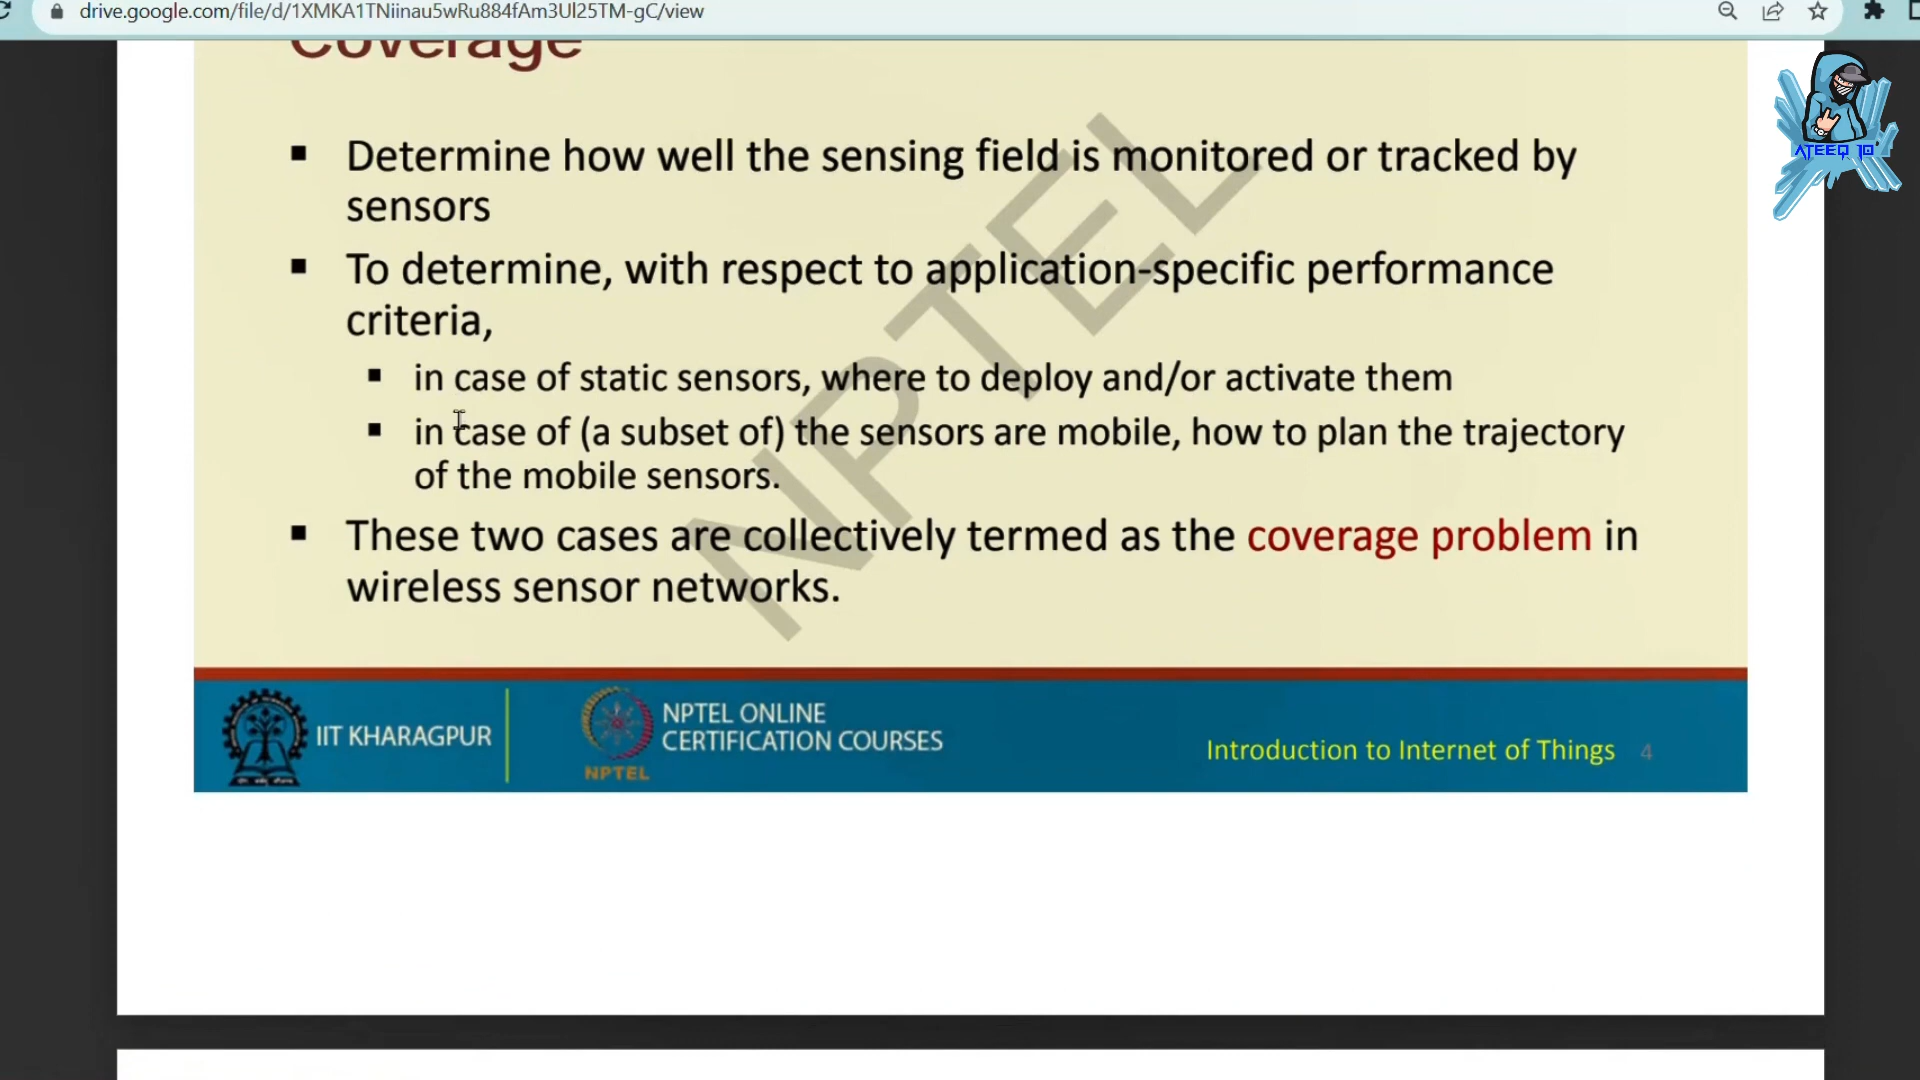 drive.google.com/file/d/1XMKA1TNiinau5wRu884fAm3Ul25TM-gC/view
Coverage
▪ Determine how well the sensing field is monitored or tracked by
sensors
▪ To determine, with respect to application-specific performance
criteria,
▪ in case of static sensors, where to deploy and/or activate them
▪ in case of (a subset of) the sensors are mobile, how to plan the trajectory
of the mobile sensors.
▪ These two cases are collectively termed as the coverage problem in
wireless sensor networks.
NPTEL
IIT KHARAGPUR
NPTEL
NPTEL ONLINE
CERTIFICATION COURSES
Introduction to Internet of Things 4
ATEEQ 10